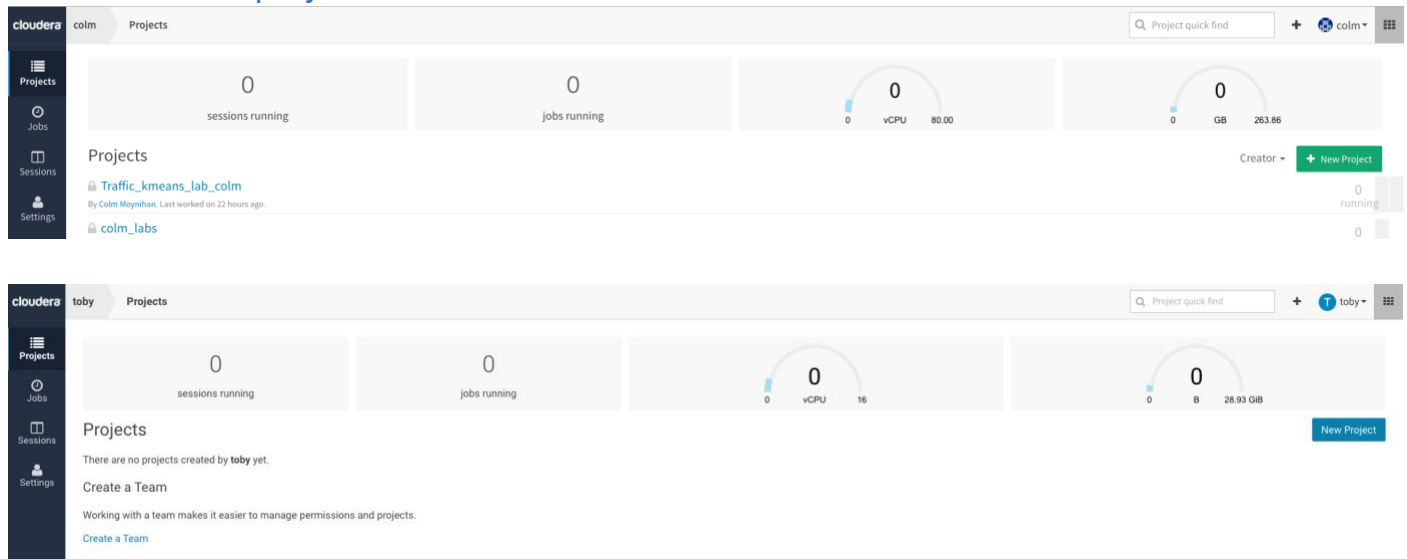 cloudera colm Projects Project quick find + colm
Projects
Jobs
Sessions
Settings
0
sessions running
0
jobs running
0
0 vCPU 80.00
0
0 GB 263.86
Projects
Creator + New Project
Traffic_kmeans_lab_colm
By Colm Moynihan. Last worked on 22 hours ago.
0
running
colm_labs
0
cloudera toby Projects Project quick find + T toby
Projects
Jobs
Sessions
Settings
0
sessions running
0
jobs running
0
0 vCPU 16
0
0 B 28.93 GiB
Projects
New Project
There are no projects created by toby yet.
Create a Team
Working with a team makes it easier to manage permissions and projects.
Create a Team